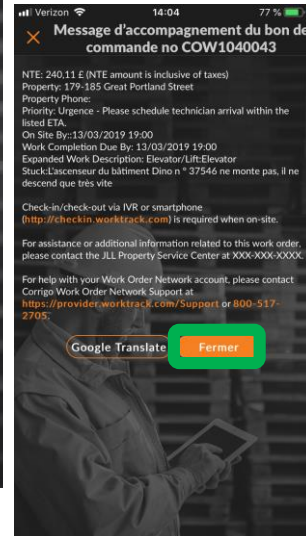 Verizon 14:04 77 %
Message d'accompagnement du bon de
commande no COW1040043
NTE: 240,11 £ (NTE amount is inclusive of taxes)
Property: 179-185 Great Portland Street
Property Phone:
Priority: Urgence - Please schedule technician arrival within the
listed ETA.
On Site By::13/03/2019 19:00
Work Completion Due By: 13/03/2019 19:00
Expanded Work Description: Elevator/Lift:Elevator
Stuck:L'ascenseur du bâtiment Dino n ° 37546 ne monte pas, il ne
descend que très vite
Check-in/check-out via IVR or smartphone
(http://checkin.worktrack.com) is required when on-site.
For assistance or additional information related to this work order,
please contact the JLL Property Service Center at XXX-XXX-XXXX.
For help with your Work Order Network account, please contact
Corrigo Work Order Network Support at
https://provider.worktrack.com/Support or 800-517-
2705.
Google Translate Fermer